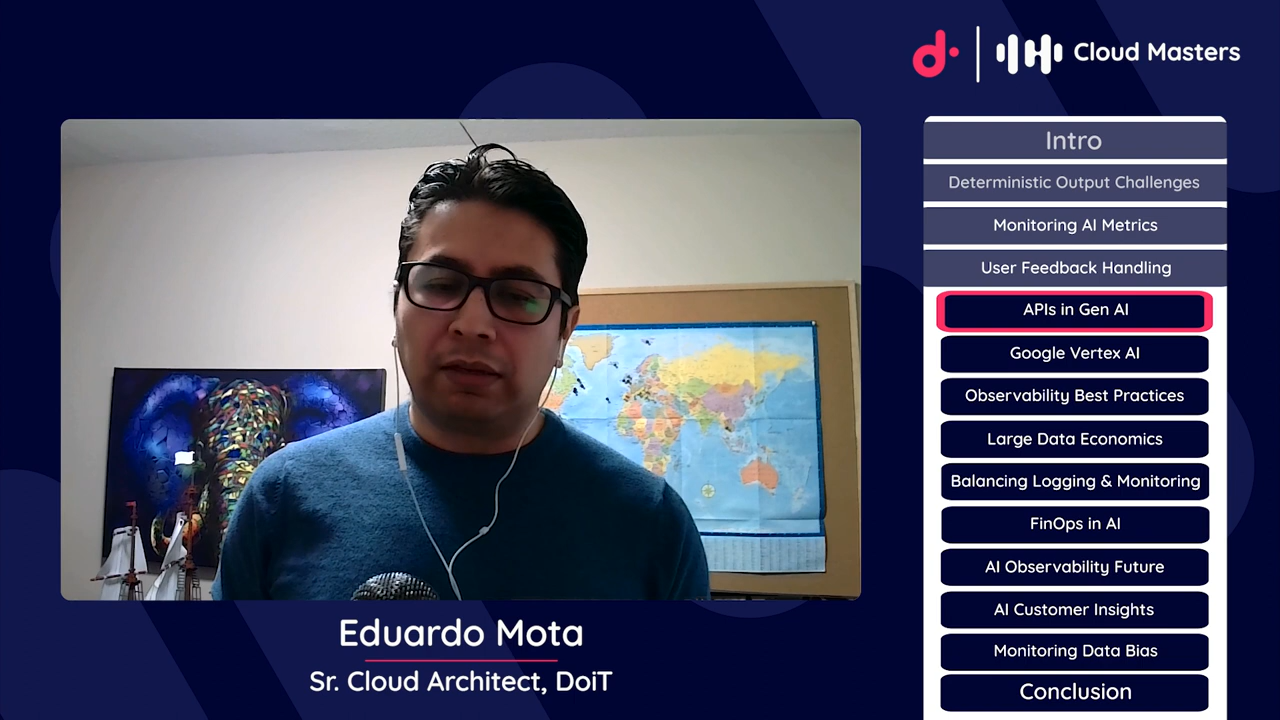 Cloud Masters
Intro
Deterministic Output Challenges
Monitoring AI Metrics
User Feedback Handling
APIs in Gen AI
Google Vertex AI
Observability Best Practices
Large Data Economics
Balancing Logging & Monitoring
FinOps in AI
AI Observability Future
AI Customer Insights
Monitoring Data Bias
Conclusion
Eduardo Mota
Sr. Cloud Architect, DoiT